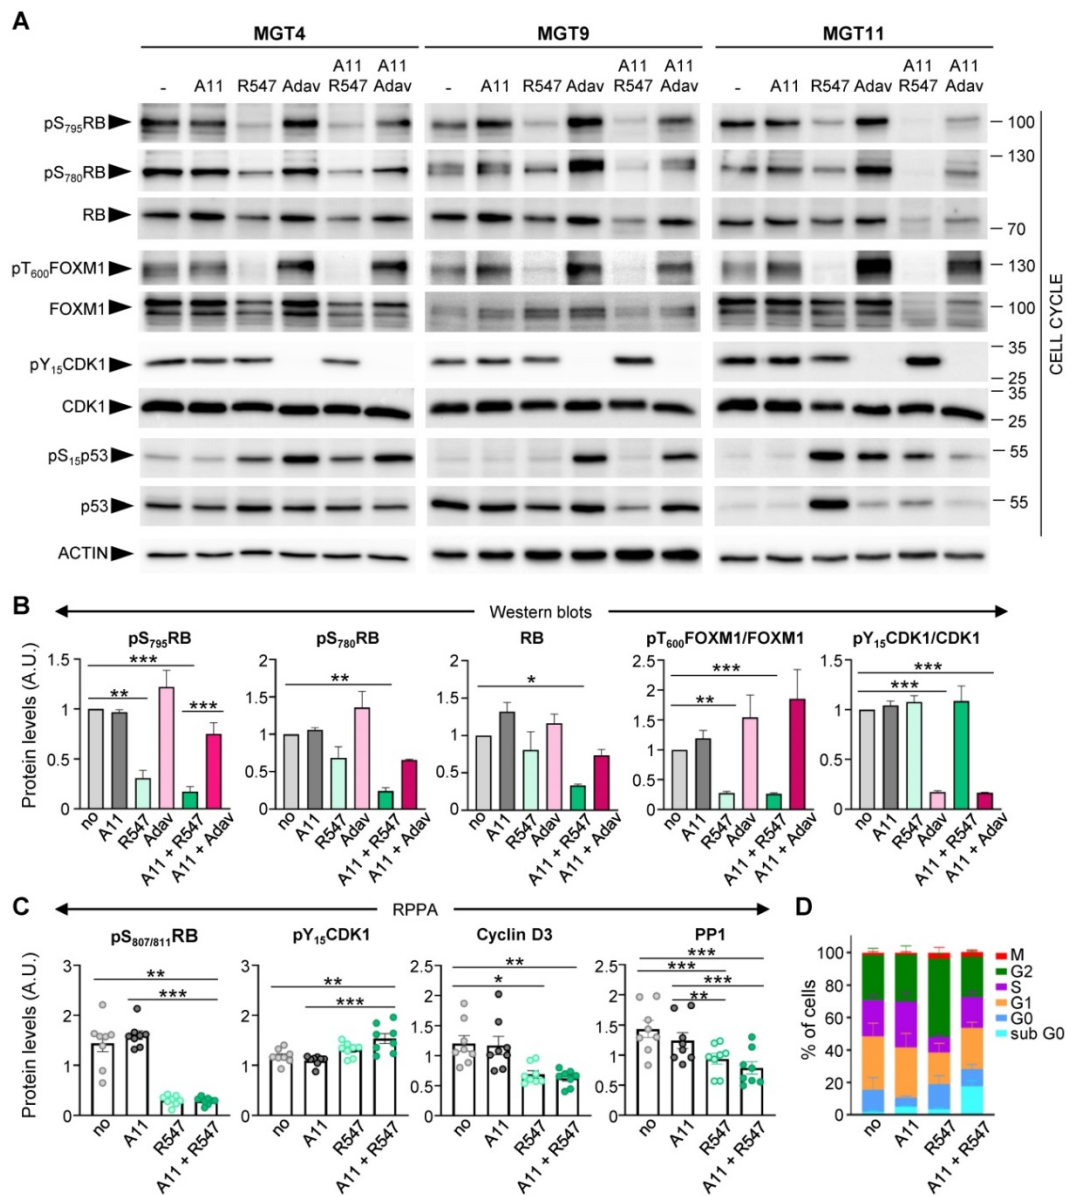 A
MGT4 MGT9 MGT11
A11 A11 A11 A11 A11 A11
- A11 R547 Adav R547 Adav - A11 R547 Adav R547 Adav - A11 R547 Adav R547 Adav
pS795RB 100
130
pS780RB
RB
70
pT600FOXM1 130
FOXM1 100
35
pY15CDK1
25
35
CDK1
25
pS15p53 55
p53 55
ACTIN
CELL CYCLE
B
Western blots
pS795RB pS780RB RB pT600FOXM1/FOXM1 pY15CDK1/CDK1
Protein levels (A.U.)
1.5
1
0.5
0
** *** ***
no A11 R547 Adav A11 + R547 A11 + Adav
2
1.5
1
0.5
0
**
no A11 R547 Adav A11 + R547 A11 + Adav
2
1.5
1
0.5
0
*
no A11 R547 Adav A11 + R547 A11 + Adav
2.5
2
1.5
1
0.5
0
*** **
no A11 R547 Adav A11 + R547 A11 + Adav
1.5
1
0.5
0
*** ***
no A11 R547 Adav A11 + R547 A11 + Adav
C
RPPA
pS807/811RB pY15CDK1 Cyclin D3 PP1
Protein levels (A.U.)
3
2
1
0
** ***
no A11 R547 A11 + R547
3
2
1
0
** ***
no A11 R547 A11 + R547
2.5
2
1.5
1
0.5
0
** *
no A11 R547 A11 + R547
2.5
2
1.5
1
0.5
0
*** *** *** **
no A11 R547 A11 + R547
D
% of cells
100
80
60
40
20
0
no A11 R547 A11 + R547
M
G2
S
G1
G0
sub G0